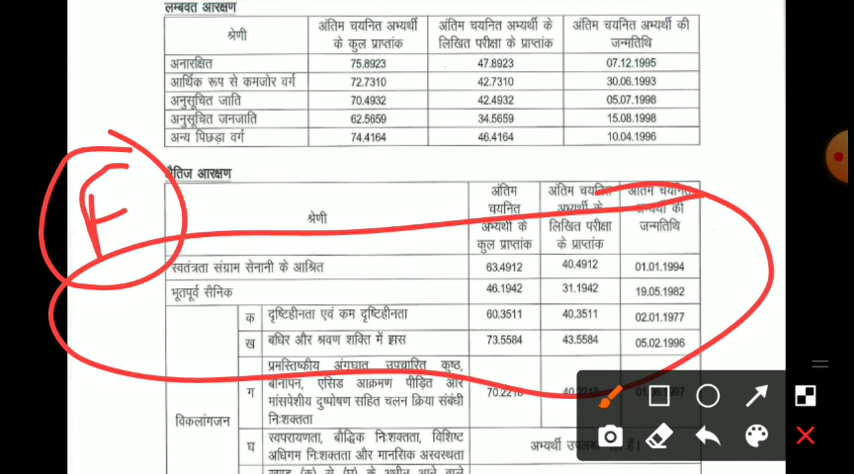 लम्बवत आरक्षण
श्रेणी
अंतिम चयनित अभ्यर्थी
के कुल प्राप्तांक
अंतिम चयनित अभ्यर्थी के
लिखित परीक्षा के प्राप्तांक
अंतिम चयनित अभ्यर्थी की
जन्मतिथि
अनारक्षित 75.8923 47.8923 07.12.1995
आर्थिक रूप से कमजोर वर्ग 72.7310 42.7310 30.06.1993
अनुसूचित जाति 70.4932 42.4932 05.07.1998
अनुसूचित जनजाति 62.5659 34.5659 15.08.1998
अन्य पिछड़ा वर्ग 74.4164 46.4164 10.04.1996
क्षैतिज आरक्षण
श्रेणी
अंतिम
चयनित
अभ्यर्थी के
कुल प्राप्तांक
अंतिम चयनित
अभ्यर्थी के
लिखित परीक्षा
के प्राप्तांक
अंतिम चयनित
अभ्यर्थी की
जन्मतिथि
स्वतंत्रता संग्राम सेनानी के आश्रित 63.4912 40.4912 01.01.1994
भूतपूर्व सैनिक 46.1942 31.1942 19.05.1982
विकलांगजन
क दृष्टिहीनता एवं कम दृष्टिहीनता 60.3511 40.3511 02.01.1977
ख बधिर और श्रवण शक्ति में ह्रास 73.5584 43.5584 05.02.1996
ग
प्रमस्तिष्कीय अंगघात उपचारित कुष्ठ,
बौनापन, एसिड आक्रमण पीड़ित और
मांसपेशीय दुष्पोषण सहित चलन क्रिया संबंधी
निःशक्तता
70.2218 40.2218
घ
स्वपरायणता, बौद्धिक निःशक्तता, विशिष्ट
अधिगम निःशक्तता और मानसिक अस्वस्थता
अभ्यर्थी
हैं।
खण्ड (क) से (घ) के अधीन आने वाले
F